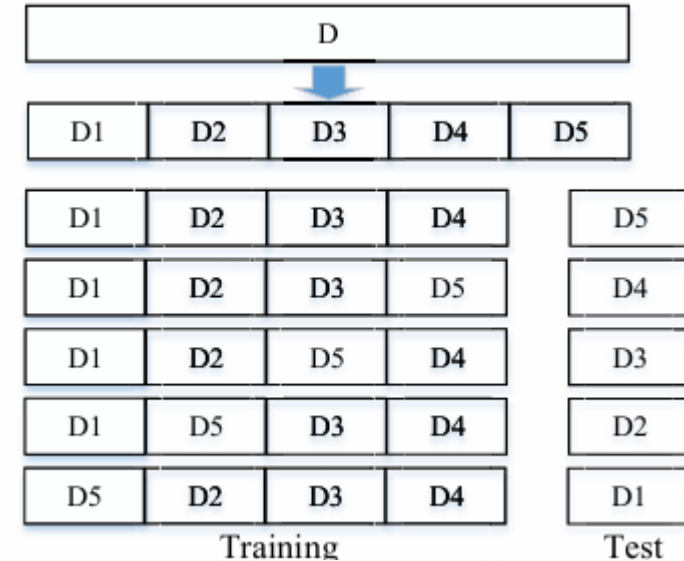 D
D1 D2 D3 D4 D5
D1 D2 D3 D4 D5
D1 D2 D3 D5 D4
D1 D2 D5 D4 D3
D1 D5 D3 D4 D2
D5 D2 D3 D4 D1
Training Test